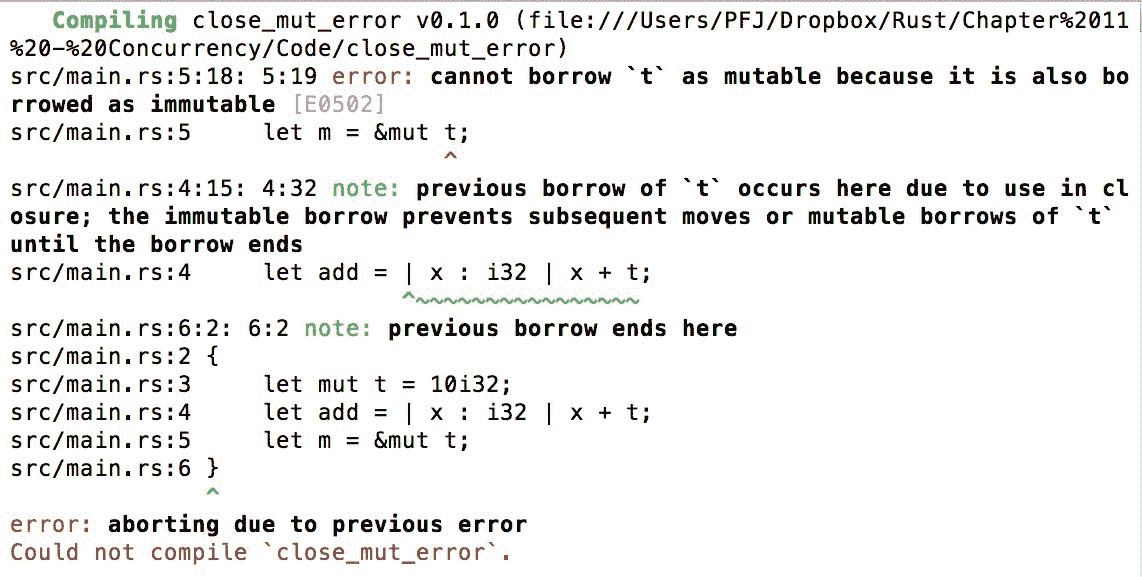 Compiling close_mut_error v0.1.0 (file:///Users/PFJ/Dropbox/Rust/Chapter%2011
%20-%20Concurrency/Code/close_mut_error)
src/main.rs:5:18: 5:19 error: cannot borrow `t` as mutable because it is also bo
rrowed as immutable [E0502]
src/main.rs:5     let m = &mut t;
                               ^
src/main.rs:4:15: 4:32 note: previous borrow of `t` occurs here due to use in cl
osure; the immutable borrow prevents subsequent moves or mutable borrows of `t`
until the borrow ends
src/main.rs:4     let add = | x : i32 | x + t;
                            ^~~~~~~~~~~~~~~~~
src/main.rs:6:2: 6:2 note: previous borrow ends here
src/main.rs:2 {
src/main.rs:3     let mut t = 10i32;
src/main.rs:4     let add = | x : i32 | x + t;
src/main.rs:5     let m = &mut t;
src/main.rs:6 }
              ^
error: aborting due to previous error
Could not compile `close_mut_error`.